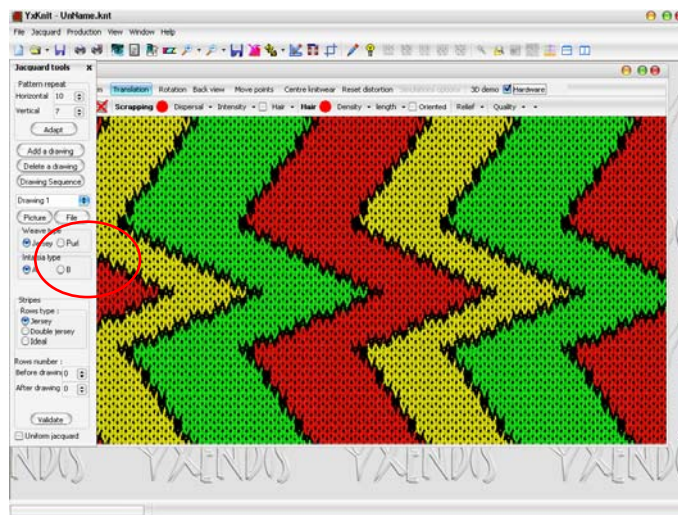 YxKnit - UnName.knt
File Jacquard Production View Window Help
Jacquard tools x
Pattern repeat
Horizontal 10
Vertical 7
Adapt
Add a drawing
Delete a drawing
Drawing Sequence
Drawing 1
Picture File
Weave type
Jersey Purl
Intarsia type
A B
Stripes
Rows type :
Jersey
Double jersey
Ideal
Rows number :
Before drawing 0
After drawing 0
Validate
Uniform jacquard
Translation Rotation Back view Move points Centre knitwear Reset distortion 3D demo Hardware
Scrapping Dispersal Intensity Hair Hair Density length Oriented Relief Quality
YXENDIS YXENDIS